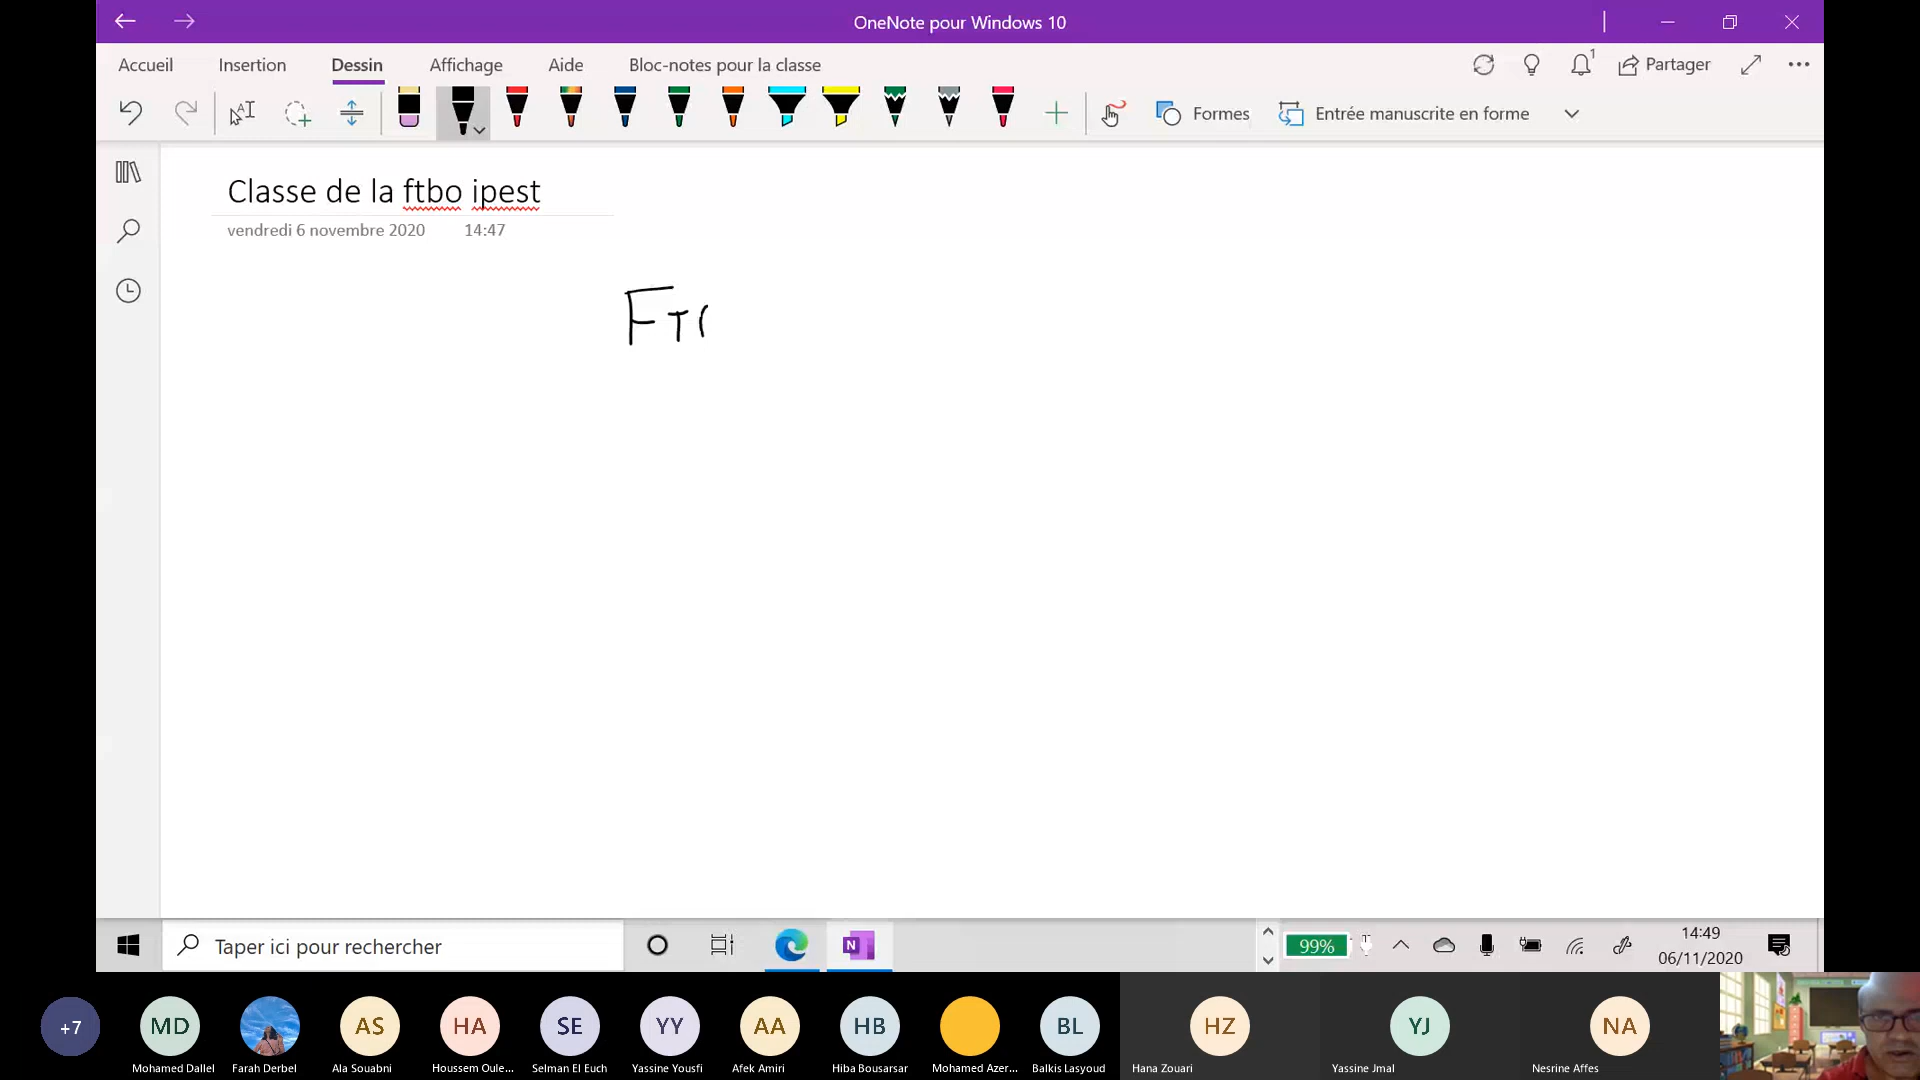 OneNote pour Windows 10
Accueil Insertion Dessin Affichage Aide Bloc-notes pour la classe
1 Partager
Formes Entrée manuscrite en forme
Classe de la ftbo ipest
vendredi 6 novembre 2020 14:47
FT
Taper ici pour rechercher
99%
14:49
06/11/2020
+7 MD AS HA SE YY AA HB BL HZ YJ NA
Mohamed Dallel Farah Derbel Ala Souabni Houssem Oule... Selman El Euch Yassine Yousfi Afek Amiri Hiba Bousarsar Mohamed Azer... Balkis Lasyoud Hana Zouari Yassine Jmal Nesrine Affes